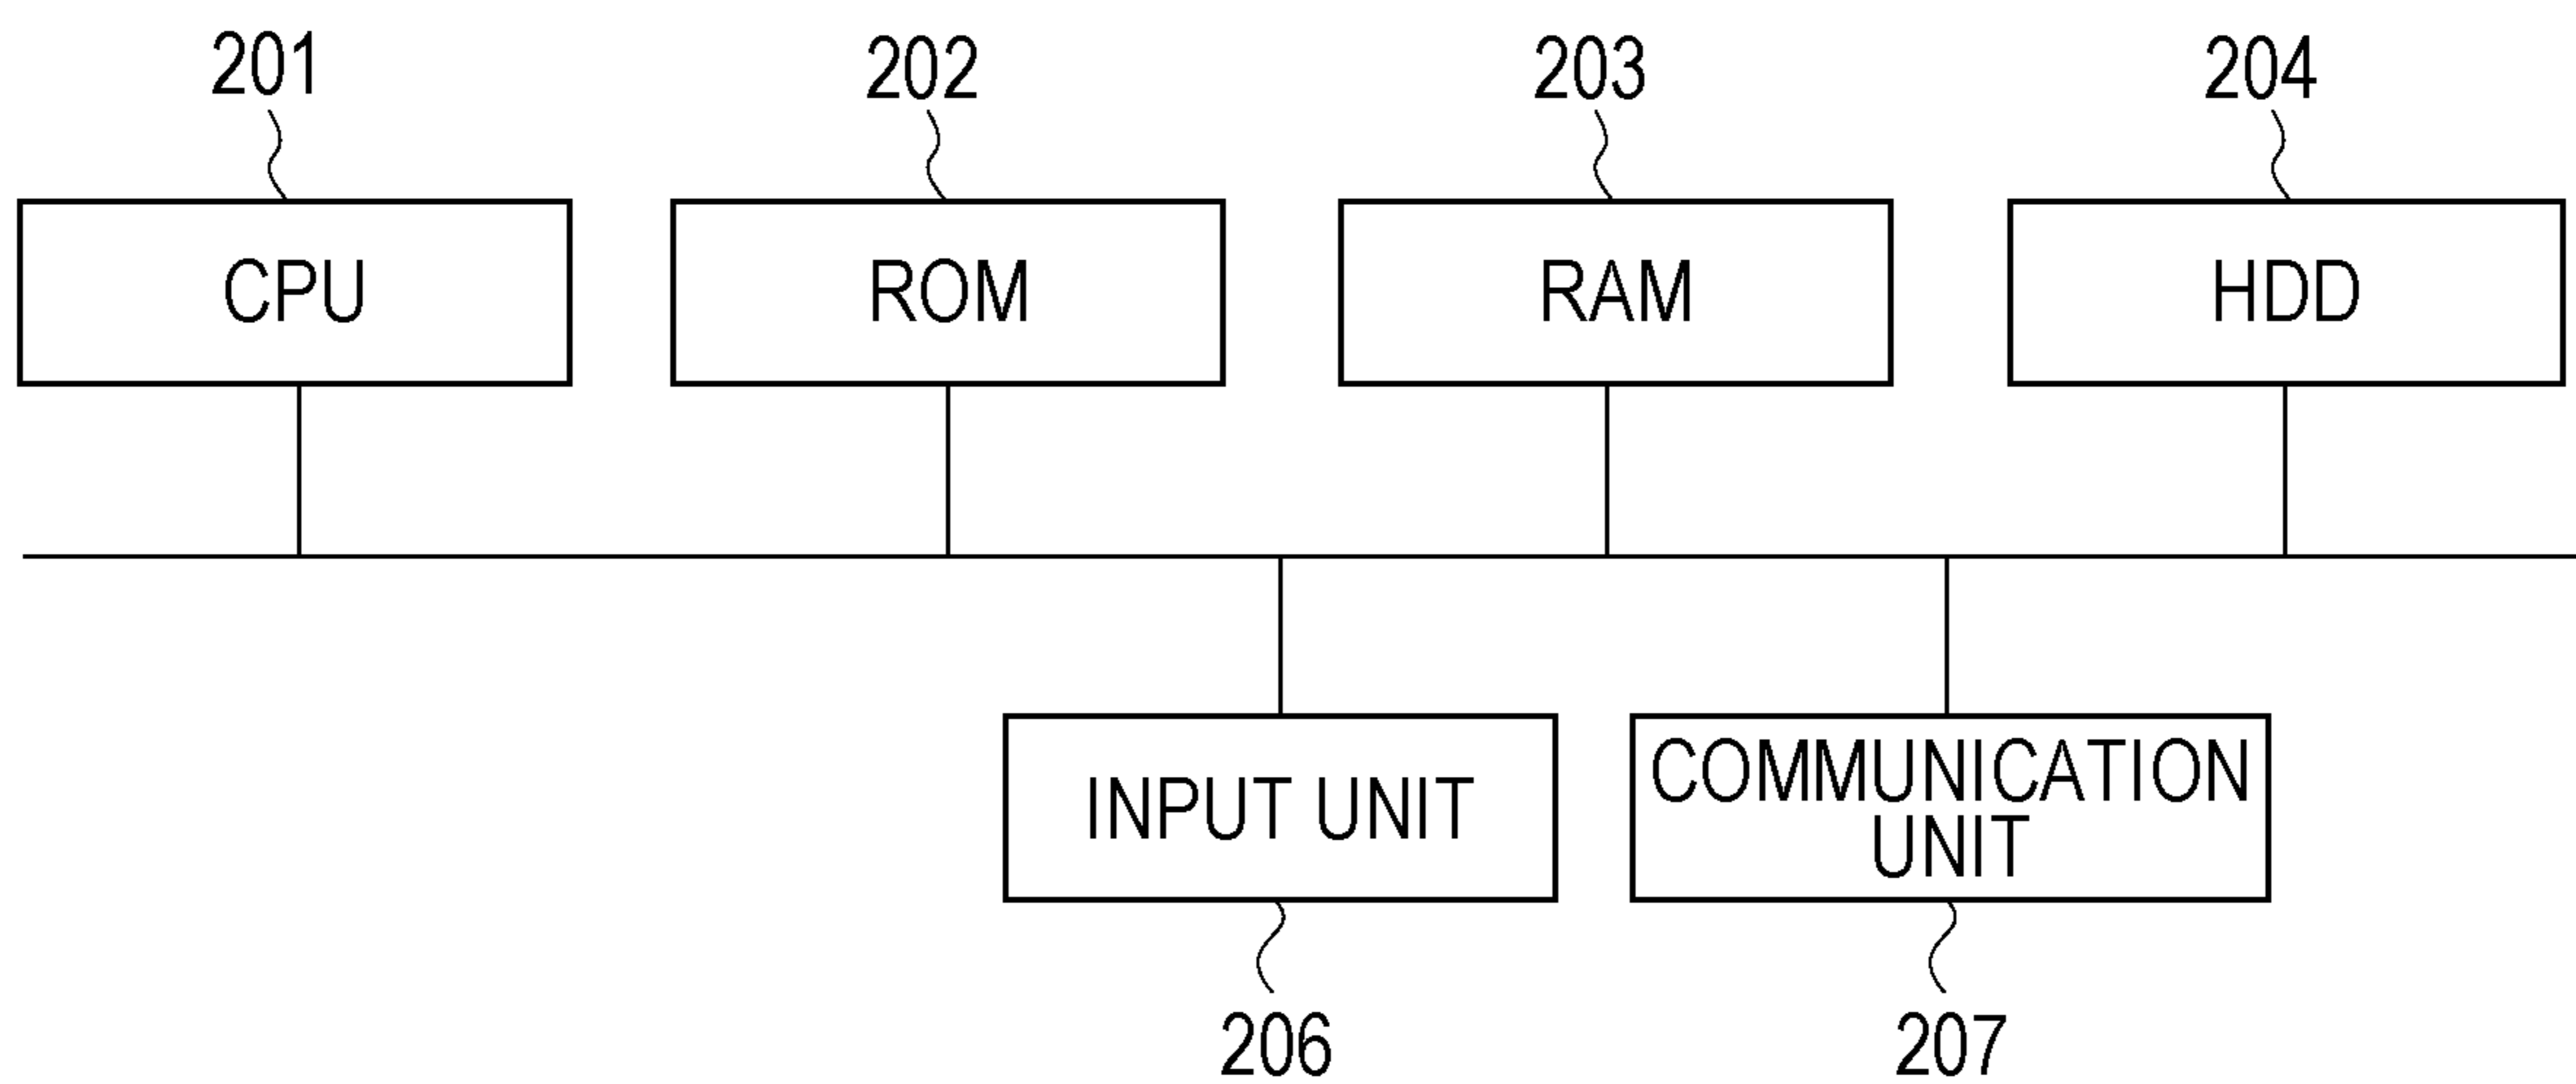 201
202
203
204
CPU
ROM
RAM
HDD
INPUT UNIT
COMMUNICATION
UNIT
206
207